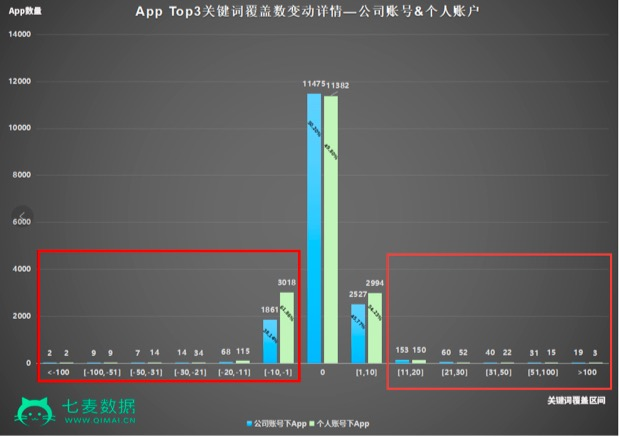 App数量
App Top3关键词覆盖数变动详情—公司账号&个人账户
14000
12000
10000
8000
6000
4000
2000
0
2 2 9 9 7 14 14 34 68 115 1861 3018 11475 11382 2527 2994 153 150 60 52 40 22 31 15 19 3
<-100 [-100,-51] [-50,-31] [-30,-21] [-20,-11] [-10,-1] 0 [1,10] [11,20] [21,30] [31,50] [51,100] >100
关键词覆盖区间
七麦数据
WWW.QIMAI.CN
公司账号下App 个人账号下App